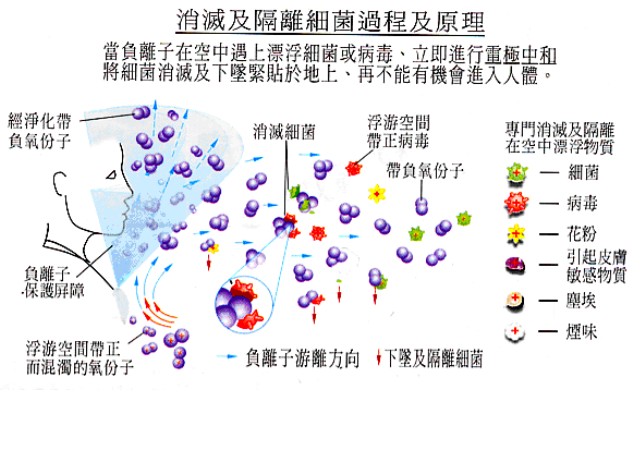 消滅及隔離細菌過程及原理
當負離子在空中遇上漂浮細菌或病毒、立即進行重極中和
將細菌消滅及下墜緊貼於地上、再不能有機會進入人體。
經淨化帶
負氧份子
消滅細菌
浮游空間
帶正病毒
帶負氧份子
專門消滅及隔離
在空中漂浮物質
細菌
病毒
花粉
引起皮膚
敏感物質
塵埃
煙味
負離子
保護屏障
浮游空間帶正
而混濁的氧份子
負離子游離方向
下墜及隔離細菌